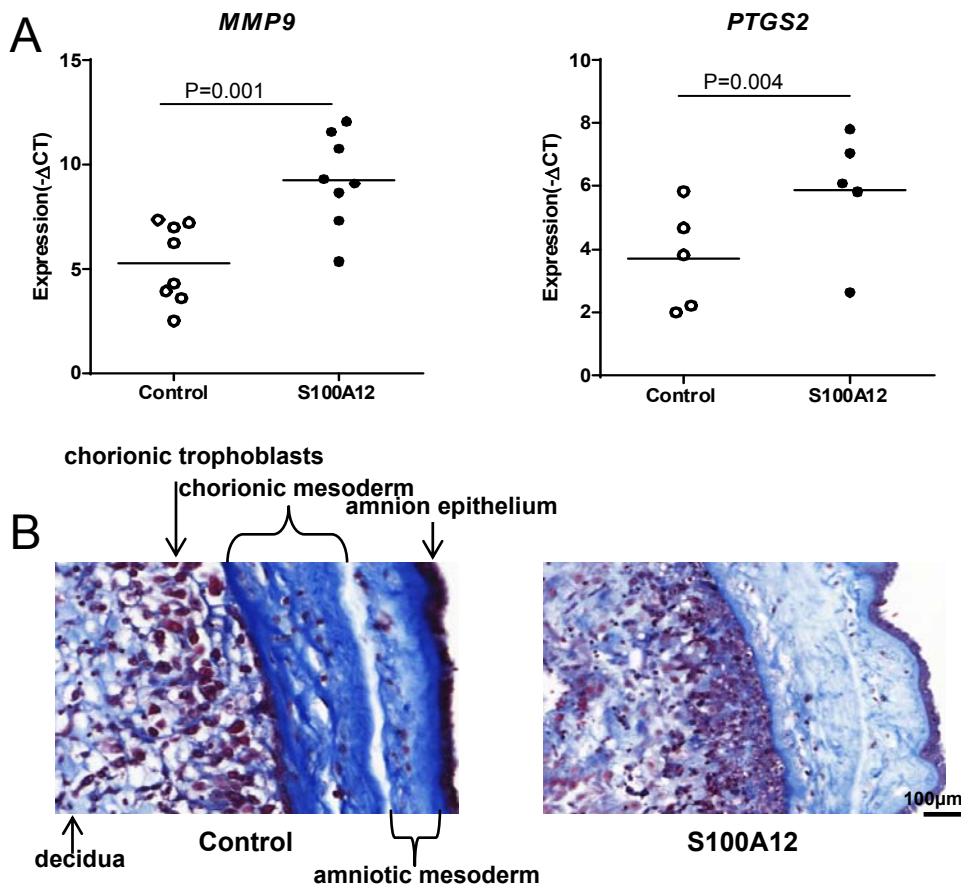 A
MMP9
15
10
5
0
Expression(-ΔCT)
P=0.001
Control
S100A12
PTGS2
10
8
6
4
2
0
Expression(-ΔCT)
P=0.004
Control
S100A12
B
chorionic trophoblasts
chorionic mesoderm
amnion epithelium
decidua
Control
amniotic mesoderm
S100A12
100µm